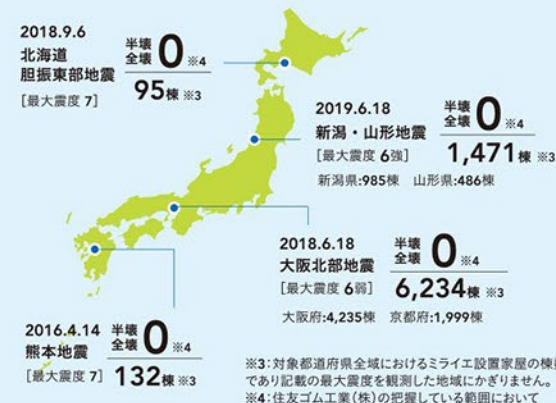 2018.9.6
北海道
胆振東部地震
[最大震度 7]
半壊
全壊 0 ※4
95棟 ※3
2019.6.18
新潟・山形地震
[最大震度 6強]
半壊
全壊 0 ※4
1,471棟 ※3
新潟県:985棟 山形県:486棟
2018.6.18
大阪北部地震
[最大震度 6弱]
半壊
全壊 0 ※4
6,234棟 ※3
大阪府:4,235棟 京都府:1,999棟
2016.4.14
熊本地震
[最大震度 7]
半壊
全壊 0 ※4
132棟 ※3
※3:対象都道府県全域におけるミライエ設置家屋の棟数
であり記載の最大震度を観測した地域にかぎりません。
※4:住友ゴム工業(株)の把握している範囲において